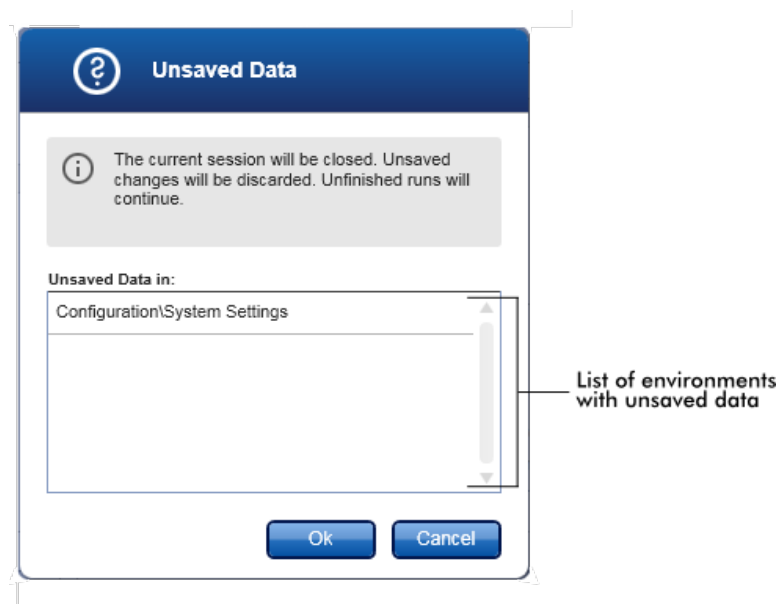 Unsaved Data
The current session will be closed. Unsaved
changes will be discarded. Unfinished runs will
continue.
Unsaved Data in:
Configuration\System Settings
List of environments
with unsaved data
Ok
Cancel